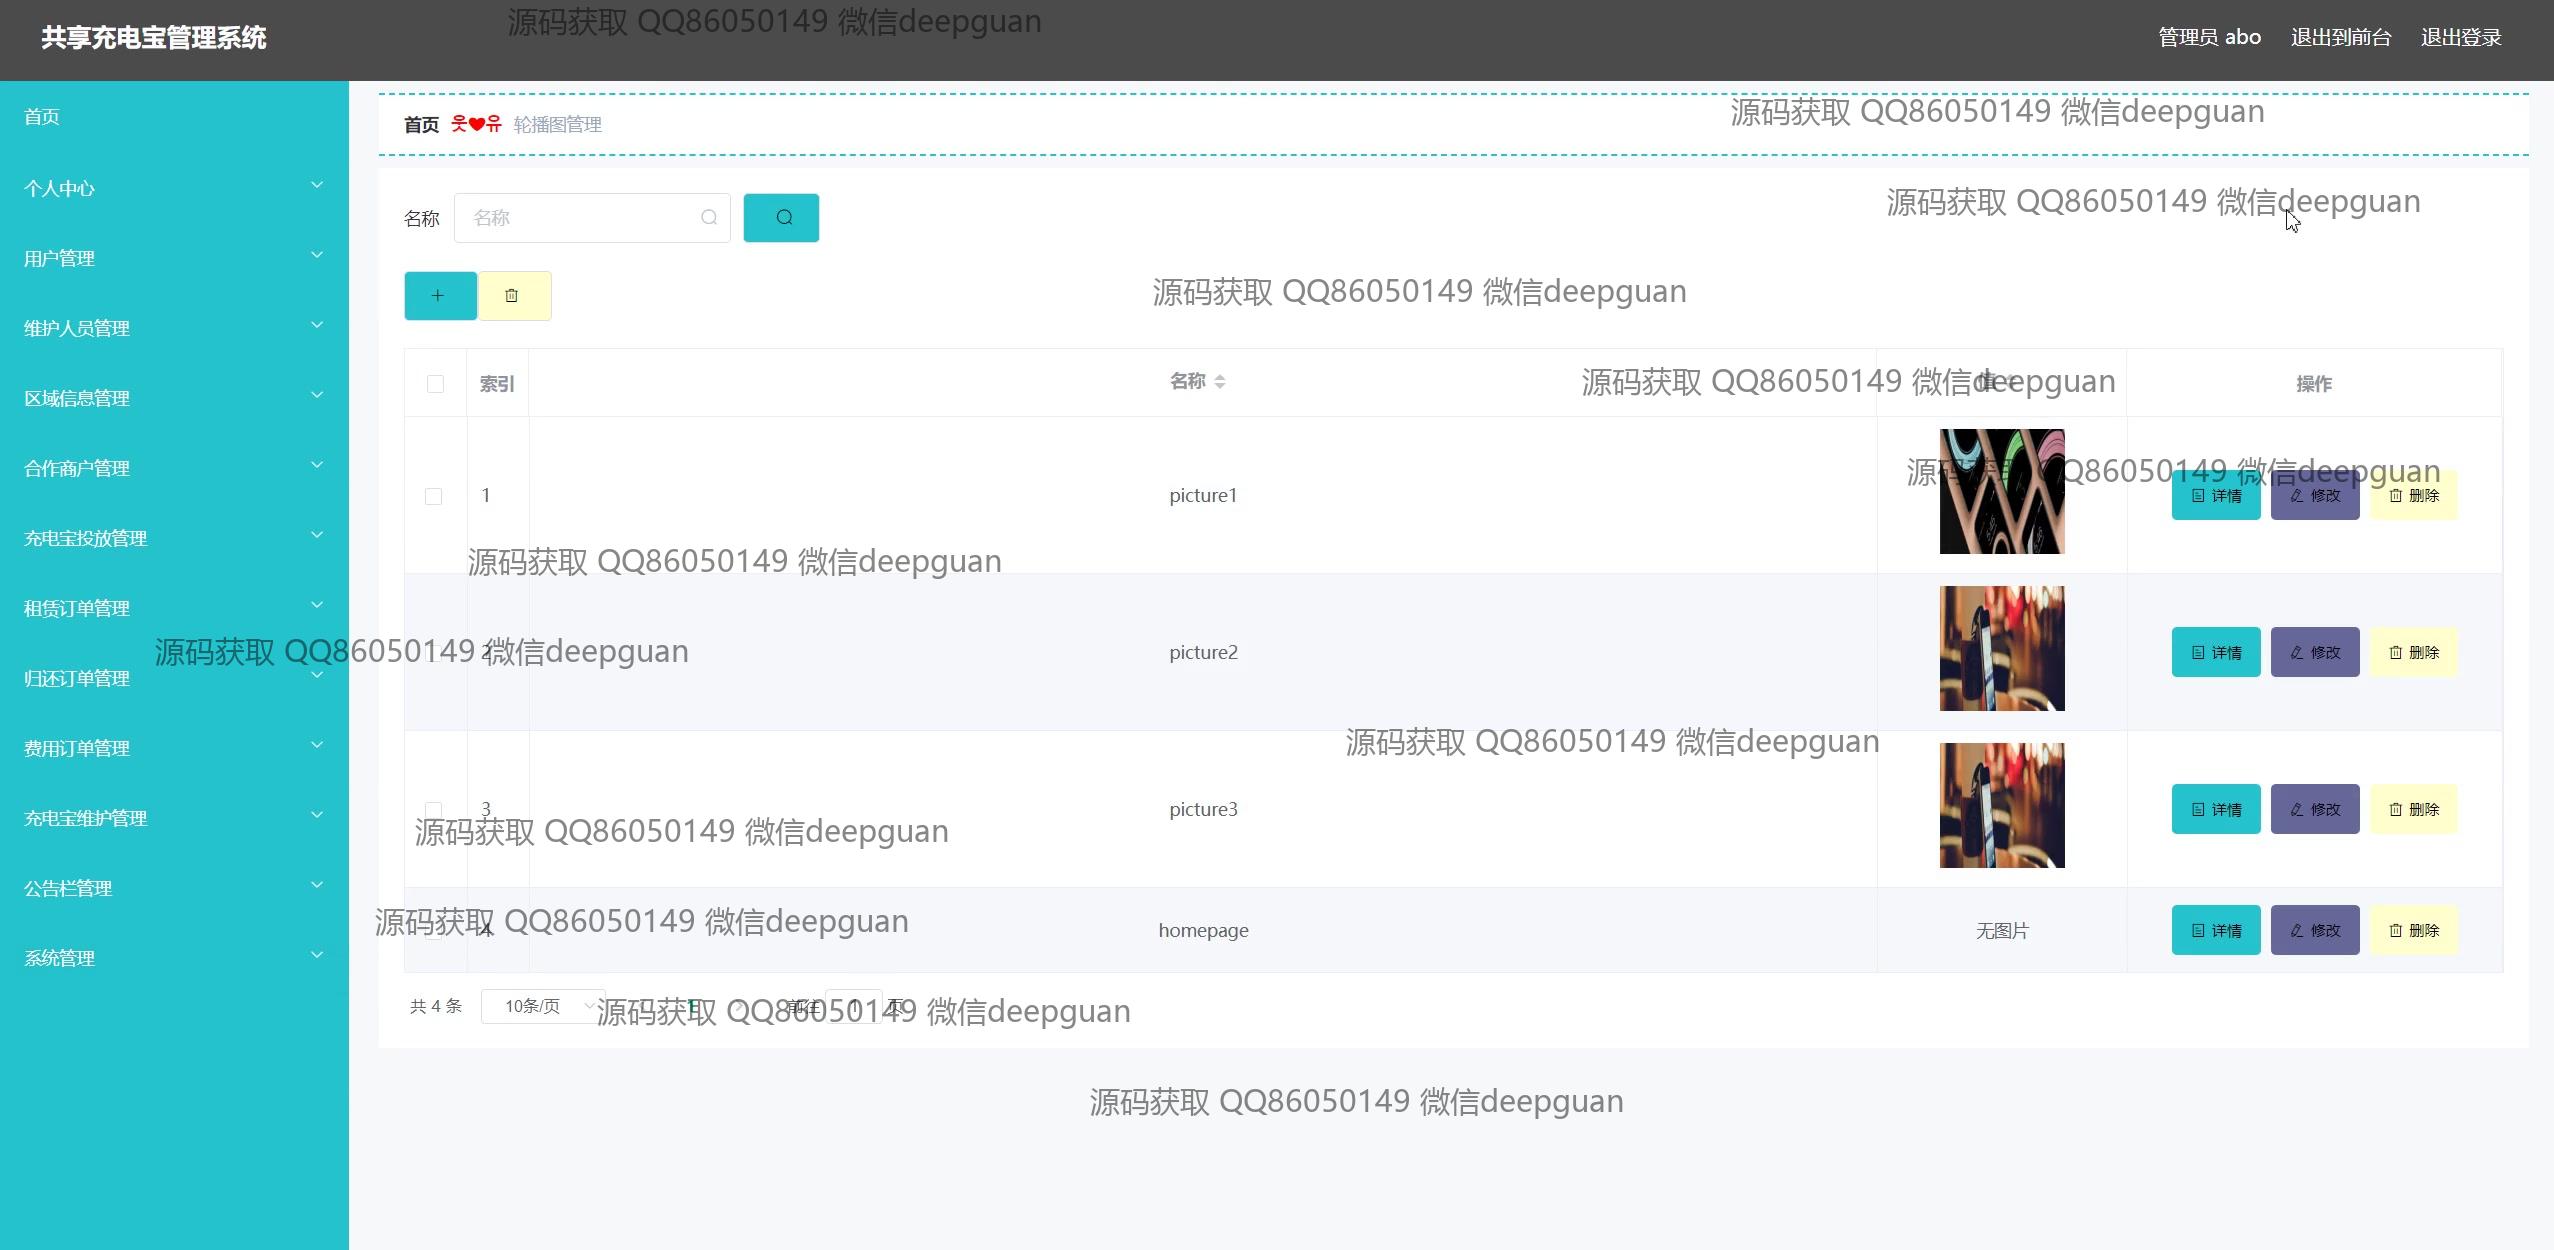 共享充电宝管理系统
源码获取 QQ86050149 微信deepguan
管理员 abo 退出到前台 退出登录
首页
个人中心
用户管理
维护人员管理
区域信息管理
合作商户管理
充电宝投放管理
租赁订单管理
归还订单管理
费用订单管理
充电宝维护管理
公告栏管理
系统管理
首页 웃❤유 轮播图管理
源码获取 QQ86050149 微信deepguan
源码获取 QQ86050149 微信deepguan
名称 名称
源码获取 QQ86050149 微信deepguan
索引 名称 值 操作
源码获取 QQ86050149 微信deepguan
源码获取 QQ86050149 微信deepguan
1 picture1 详情 修改 删除
源码获取 QQ86050149 微信deepguan
源码获取 QQ86050149 微信deepguan
2 picture2 详情 修改 删除
源码获取 QQ86050149 微信deepguan
3 picture3 详情 修改 删除
源码获取 QQ86050149 微信deepguan
源码获取 QQ86050149 微信deepguan
4 homepage 无图片 详情 修改 删除
共 4 条 10条/页 1 前往 1 页
源码获取 QQ86050149 微信deepguan
源码获取 QQ86050149 微信deepguan